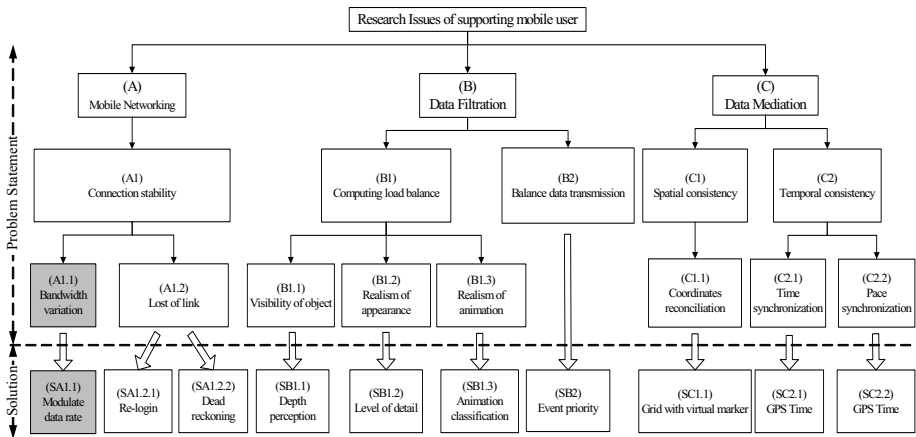 Research Issues of supporting mobile user
(A)
Mobile Networking
(B)
Data Filtration
(C)
Data Mediation
Problem Statement
(A1)
Connection stability
(B1)
Computing load balance
(B2)
Balance data transmission
(C1)
Spatial consistency
(C2)
Temporal consistency
(A1.1)
Bandwidth
variation
(A1.2)
Lost of link
(B1.1)
Visibility of object
(B1.2)
Realism of
appearance
(B1.3)
Realism of
animation
(C1.1)
Coordinates
reconciliation
(C2.1)
Time
synchronization
(C2.2)
Pace
synchronization
Solution
(SA1.1)
Modulate
data rate
(SA1.2.1)
Re-login
(SA1.2.2)
Dead
reckoning
(SB1.1)
Depth
perception
(SB1.2)
Level of detail
(SB1.3)
Animation
classification
(SB2)
Event priority
(SC1.1)
Grid with virtual marker
(SC2.1)
GPS Time
(SC2.2)
GPS Time